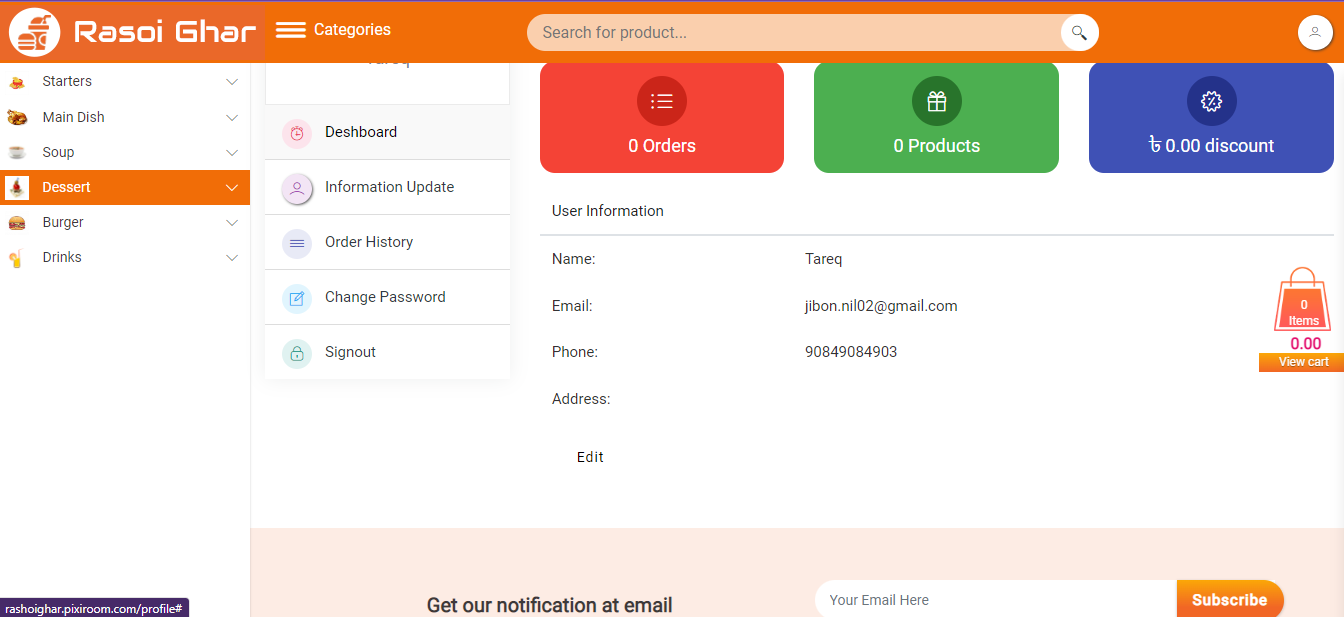 Rasoi Ghar
Categories
Search for product...
Starters
Main Dish
Soup
Dessert
Burger
Drinks
Tareq
Deshboard
Information Update
Order History
Change Password
Signout
0 Orders
0 Products
৳ 0.00 discount
User Information
Name: Tareq
Email: jibon.nil02@gmail.com
Phone: 90849084903
Address:
Edit
0
Items
0.00
View cart
Get our notification at email
Your Email Here
Subscribe
rashoighar.pixiroom.com/profile#